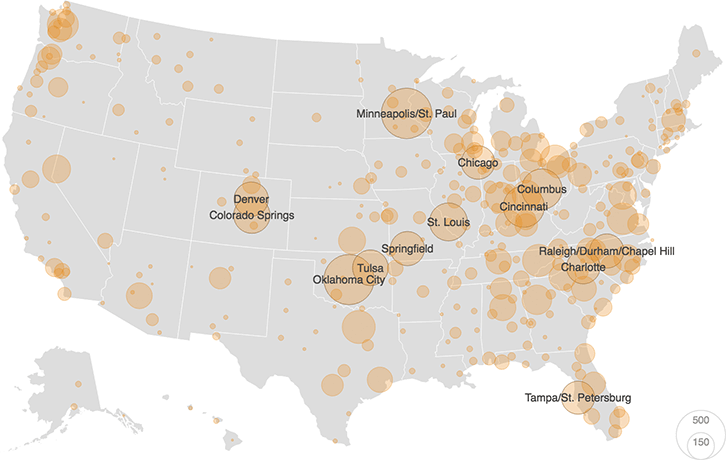 Minneapolis/St. Paul
Chicago
Columbus
Denver
Cincinnati
Colorado Springs
St. Louis
Springfield
Raleigh/Durham/Chapel Hill
Tulsa
Charlotte
Oklahoma City
Tampa/St. Petersburg
500
150